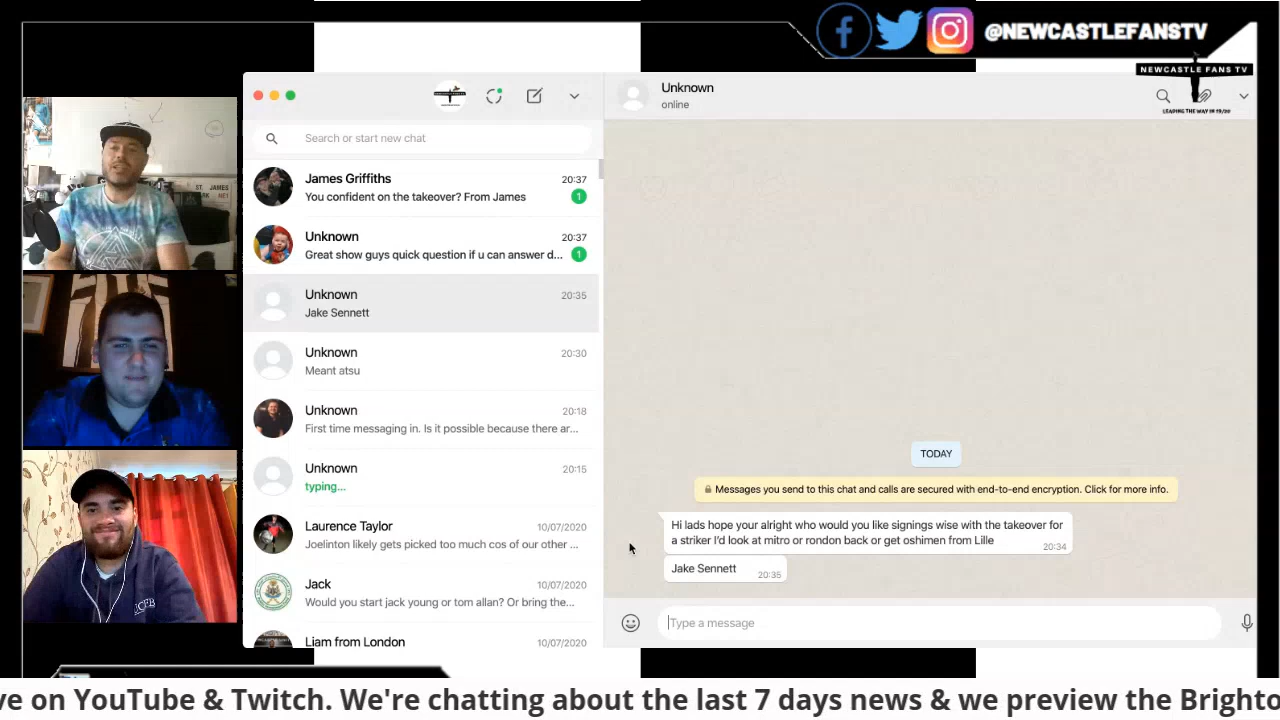 @NEWCASTLEFANSTV
NEWCASTLE FANS TV
LEADING THE WAY IN 19/20
Unknown
online
Search or start new chat
ST. JAMES
James Griffiths
20:37
You confident on the takeover? From James
1
Unknown
20:37
Great show guys quick question if u can answer d...
1
Unknown
20:35
Jake Sennett
Unknown
20:30
Meant atsu
Unknown
20:18
First time messaging in. Is it possible because there ar...
Unknown
20:15
typing...
Laurence Taylor
10/07/2020
Joelinton likely gets picked too much cos of our other ...
Jack
10/07/2020
Would you start jack young or tom allan? Or bring the...
Liam from London
10/07/2020
TODAY
Messages you send to this chat and calls are secured with end-to-end encryption. Click for more info.
Hi lads hope your alright who would you like signings wise with the takeover for
a striker I'd look at mitro or rondon back or get oshimen from Lille
20:34
Jake Sennett
20:35
Type a message
ve on YouTube & Twitch. We're chatting about the last 7 days news & we preview the Brighto